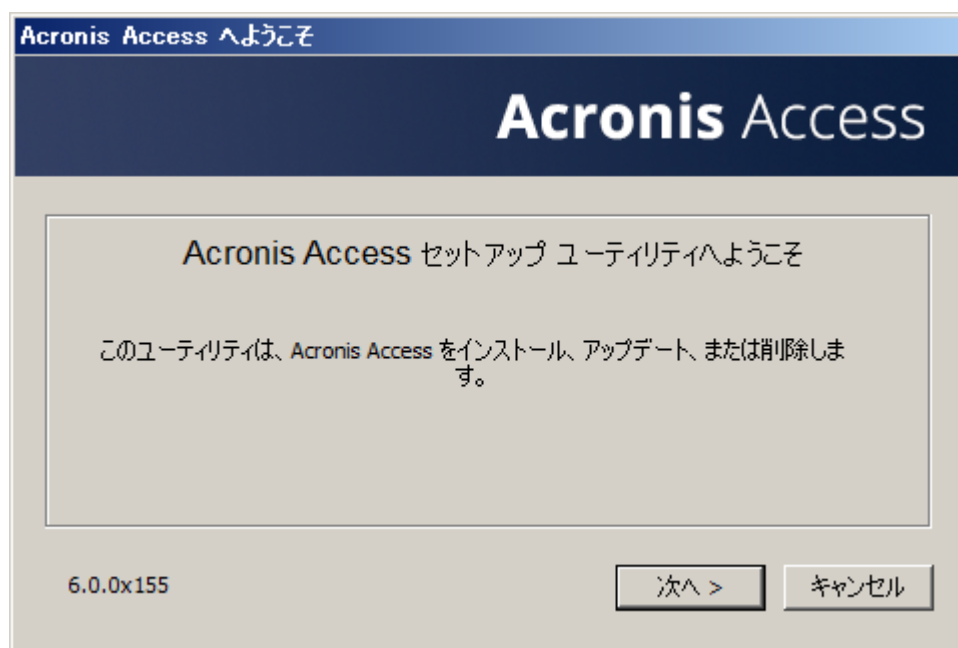 Acronis Access へようこそ
Acronis Access
Acronis Access セットアップ ユーティリティへようこそ
このユーティリティは、Acronis Access をインストール、アップデート、または削除しま
す。
6.0.0x155
次へ >
キャンセル